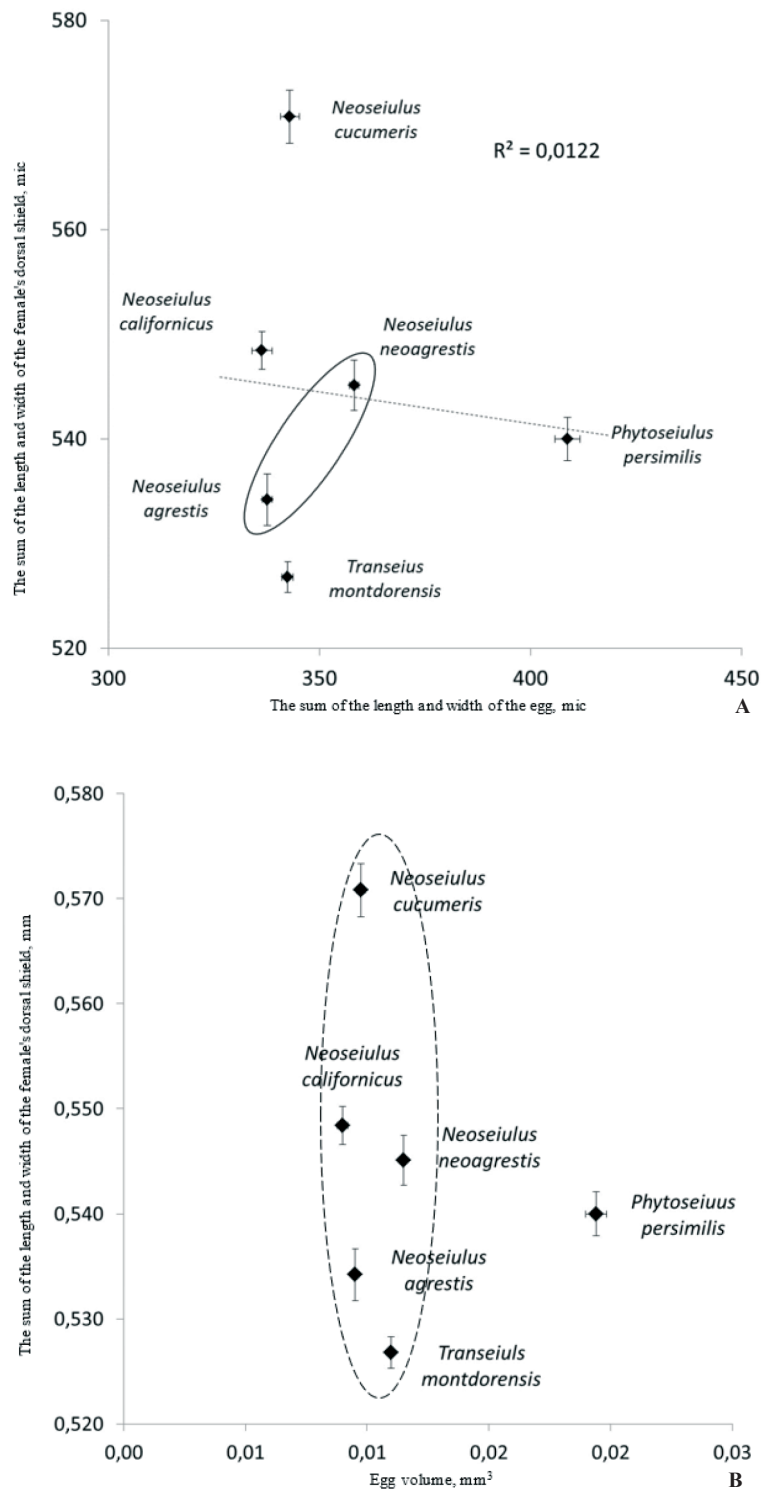 580
Neoseiulus
cucumeris
R² = 0,0122
560
Neoseiulus
californicus
Neoseiulus
neoagrestis
540
Phytoseiulus
persimilis
Neoseiulus
agrestis
Transeius
montdorensis
520
300 350 400 450
The sum of the length and width of the female's dorsal shield, mic
The sum of the length and width of the egg, mic
A
0,580
Neoseiulus
cucumeris
0,570
0,560
Neoseiulus
californicus
0,550
Neoseiulus
neoagrestis
0,540
Phytoseiuus
persimilis
Neoseiulus
agrestis
0,530
Transeiuls
montdorensis
0,520
0,00 0,01 0,01 0,02 0,02 0,03
The sum of the length and width of the female's dorsal shield, mm
Egg volume, mm³
B